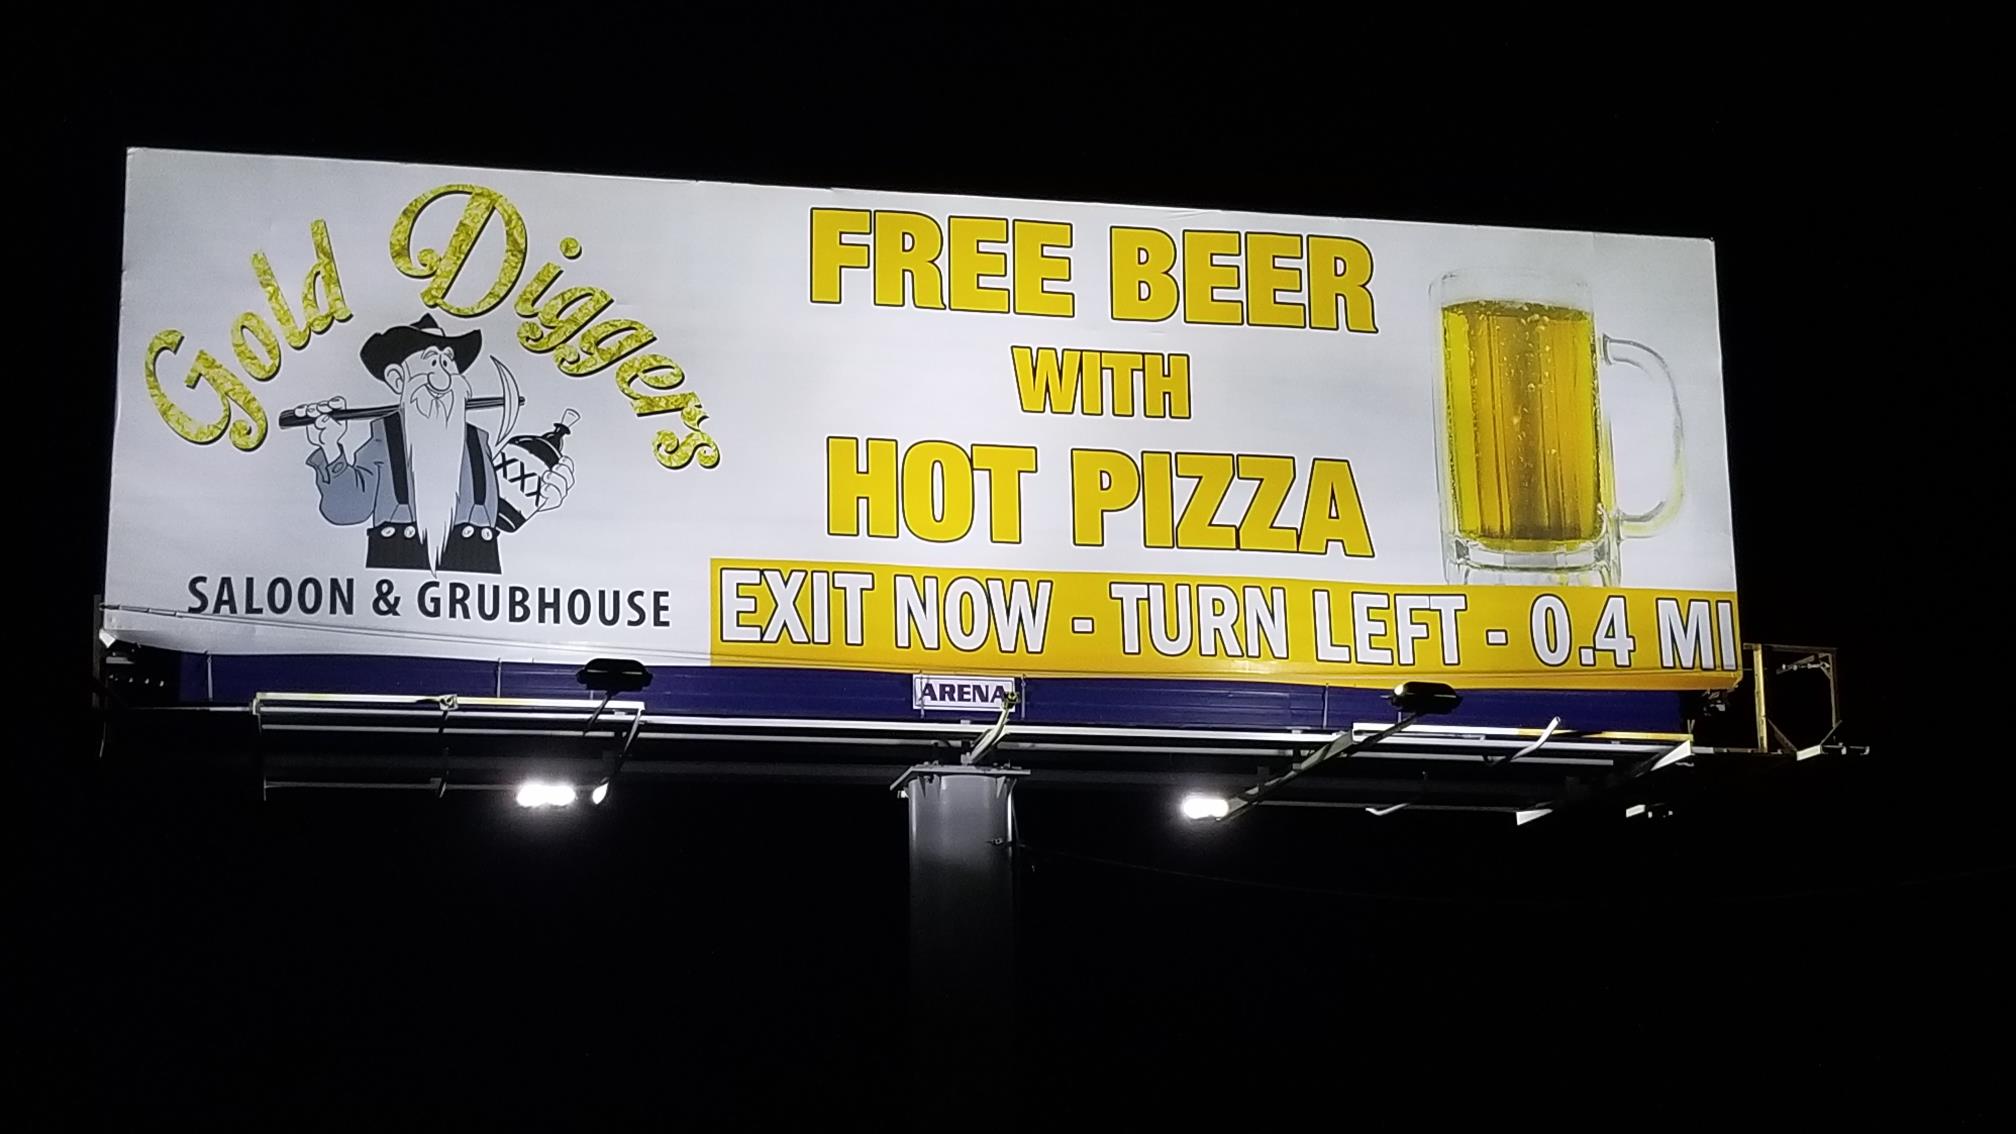 Gold Diggers
XXX
SALOON & GRUBHOUSE
FREE BEER
WITH
HOT PIZZA
EXIT NOW - TURN LEFT - 0.4 MI
ARENA